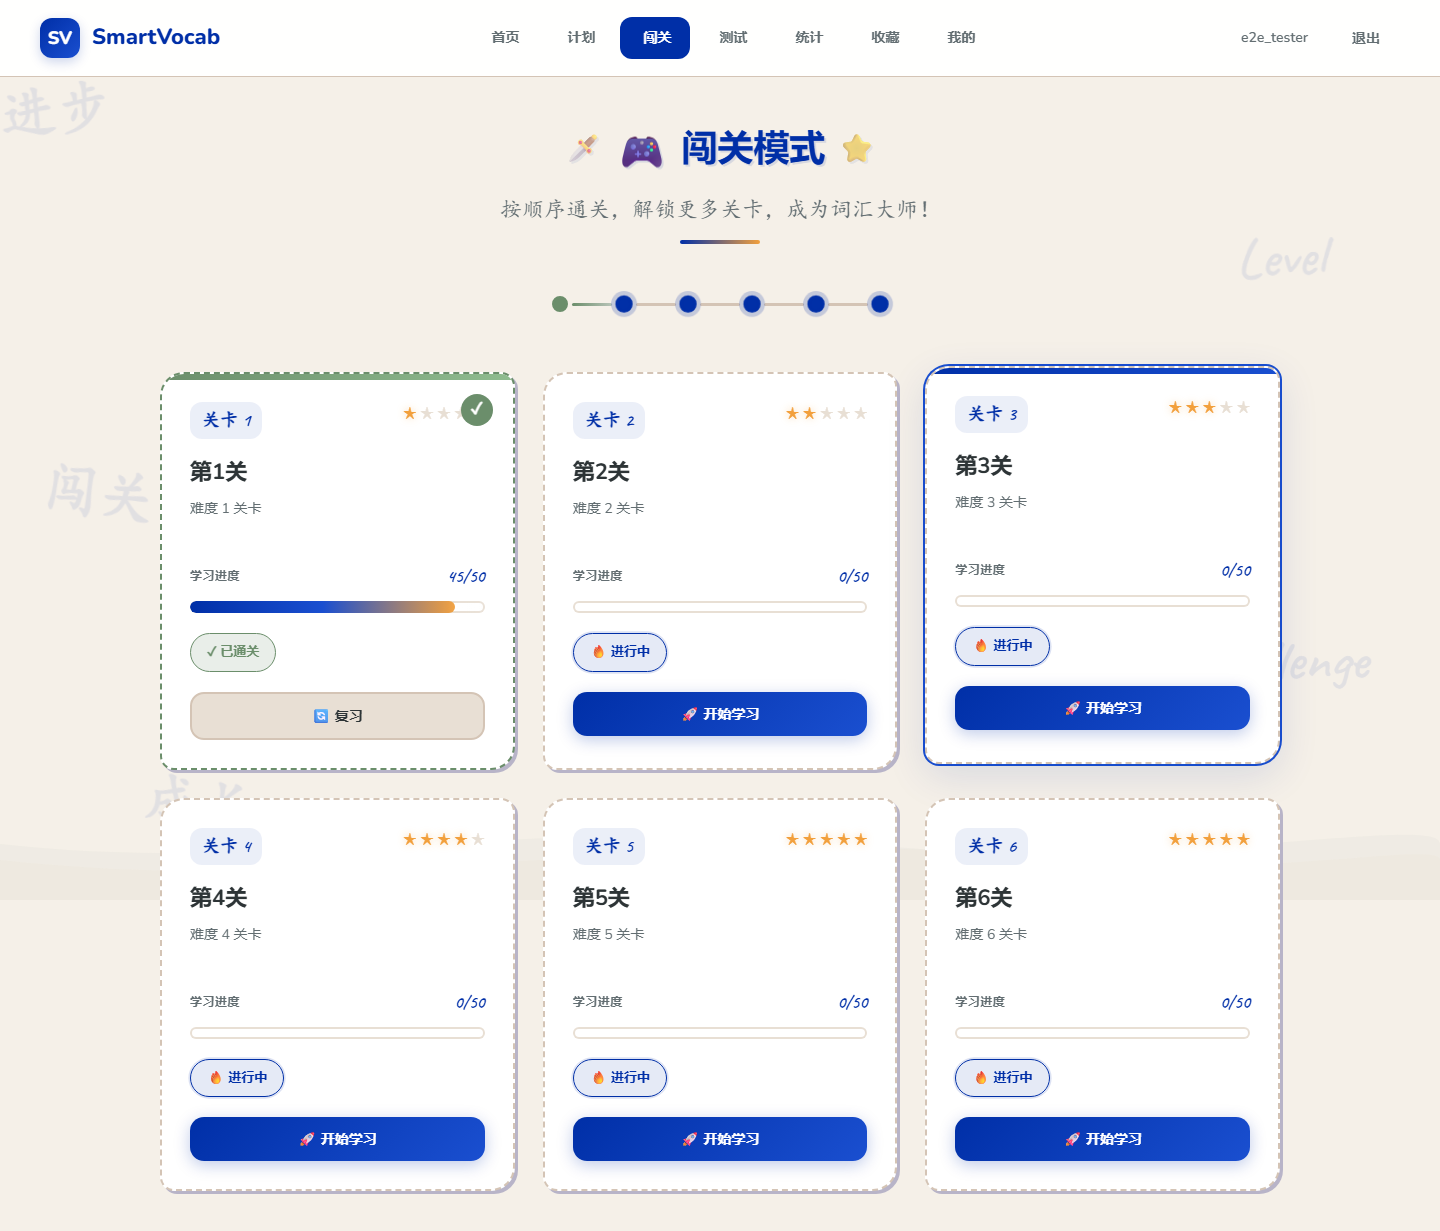 SV SmartVocab 首页 计划 闯关 测试 统计 收藏 我的 e2e_tester 退出
进步
闯关模式
按顺序通关，解锁更多关卡，成为词汇大师！
Level
关卡 1
第1关
难度 1 关卡
学习进度 45/50
✓ 已通关
复习
关卡 2
第2关
难度 2 关卡
学习进度 0/50
进行中
开始学习
关卡 3
第3关
难度 3 关卡
学习进度 0/50
进行中
开始学习
闯关
关卡 4
第4关
难度 4 关卡
学习进度 0/50
进行中
开始学习
关卡 5
第5关
难度 5 关卡
学习进度 0/50
进行中
开始学习
关卡 6
第6关
难度 6 关卡
学习进度 0/50
进行中
开始学习